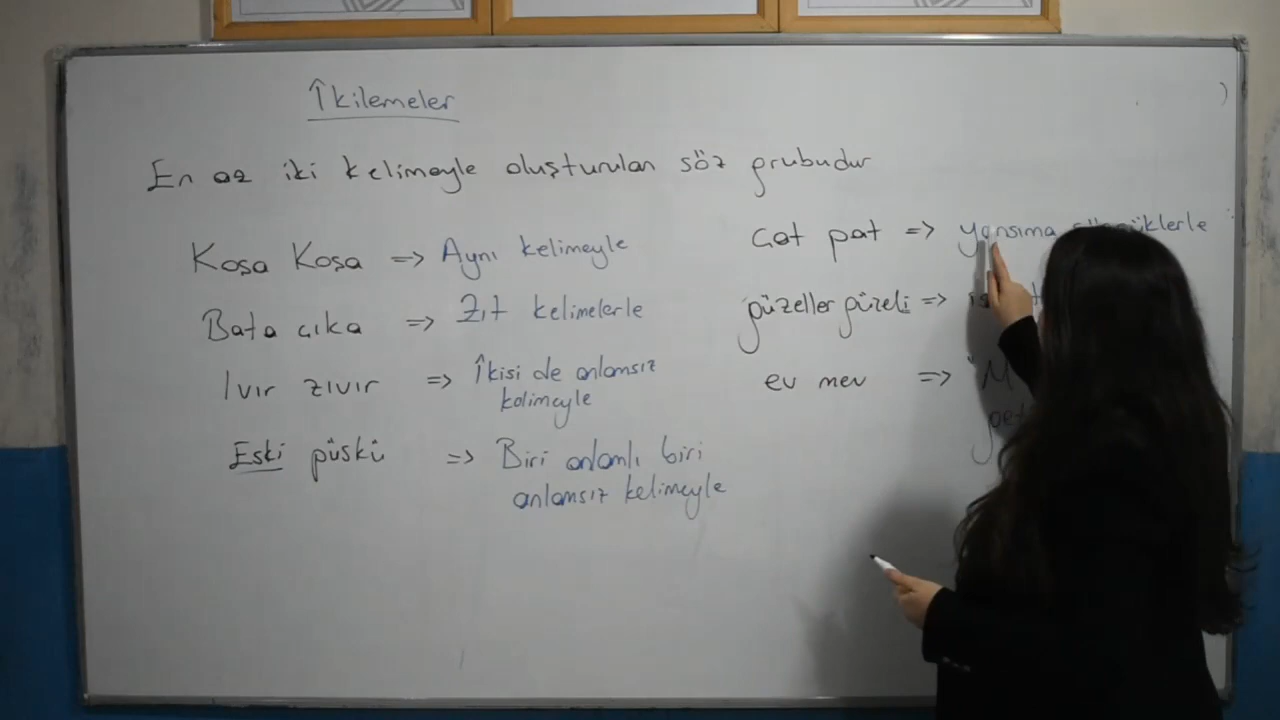 İkilemeler
En az iki kelimeyle oluşturulan söz grubudur
Koşa Koşa => Aynı kelimeyle
Bata çıka => Zıt kelimelerle
Ivır zıvır => İkisi de anlamsız
kelimeyle
Eski püskü => Biri anlamlı biri
anlamsız kelimeyle
Çat pat => yansıma
güzeller güzeli =>
ev mev =>